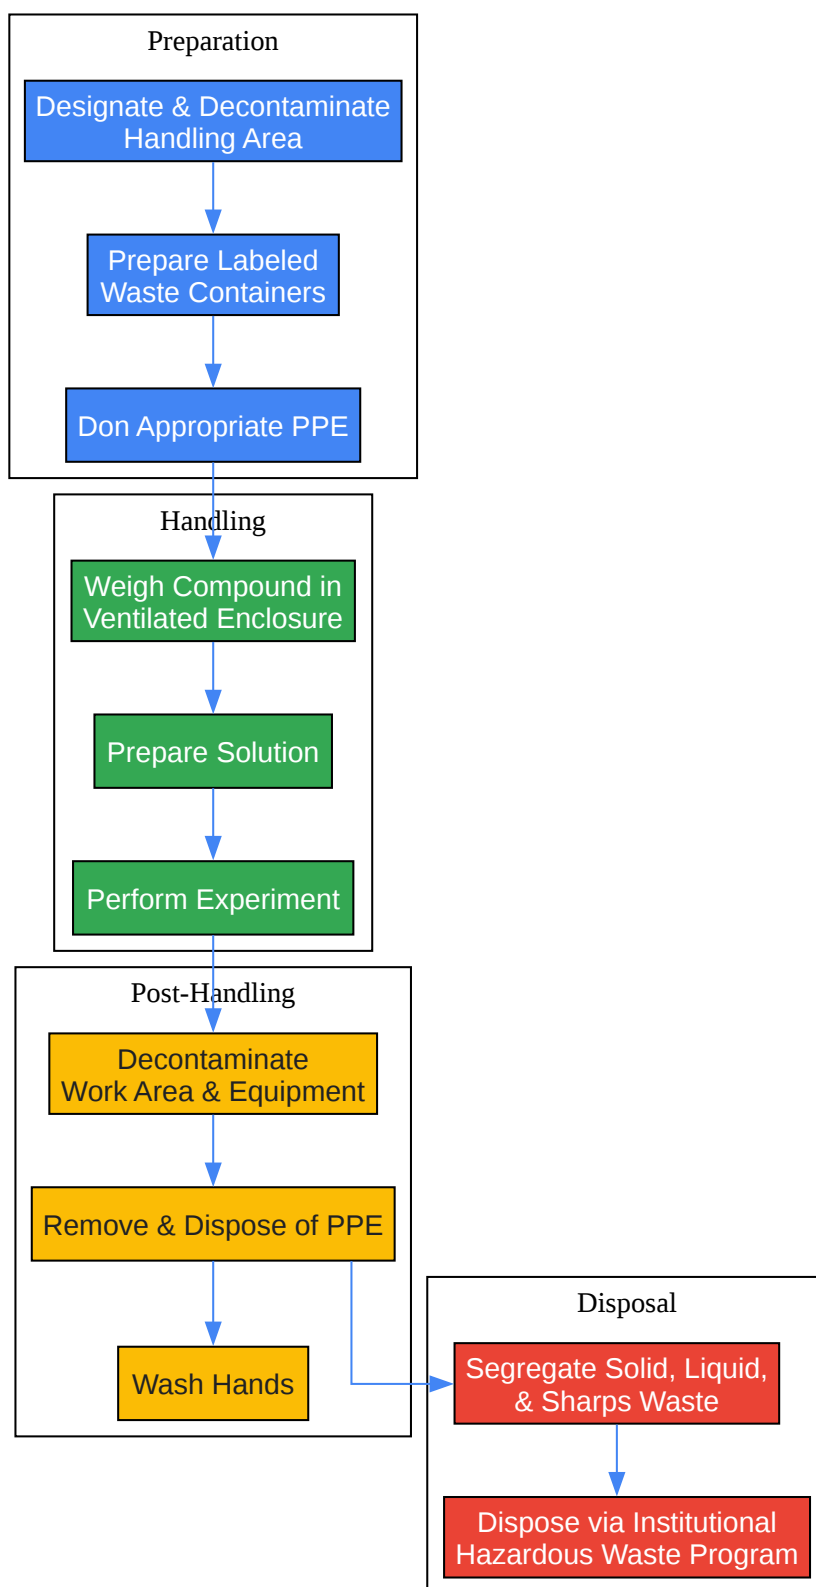 Preparation
Designate & Decontaminate
Handling Area
Prepare Labeled
Waste Containers
Don Appropriate PPE
Handling
Weigh Compound in
Ventilated Enclosure
Prepare Solution
Perform Experiment
Post-Handling
Decontaminate
Work Area & Equipment
Remove & Dispose of PPE
Wash Hands
Disposal
Segregate Solid, Liquid,
& Sharps Waste
Dispose via Institutional
Hazardous Waste Program